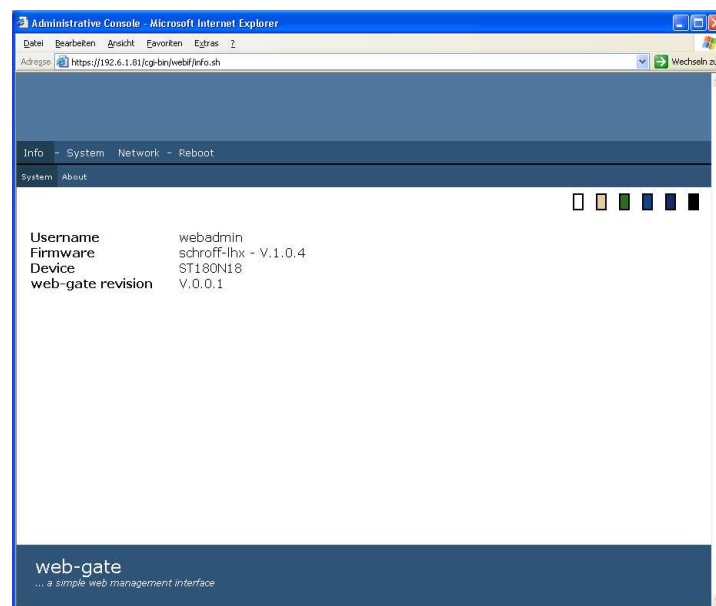 Administrative Console - Microsoft Internet Explorer
Datei Bearbeiten Ansicht Favoriten Extras ?
Adresse https://192.6.1.81/cgi-bin/webif/info.sh Wechseln zu
Info - System Network - Reboot
System About
Username webadmin
Firmware schroff-lhx - V.1.0.4
Device ST180N18
web-gate revision V.0.0.1
web-gate
... a simple web management interface